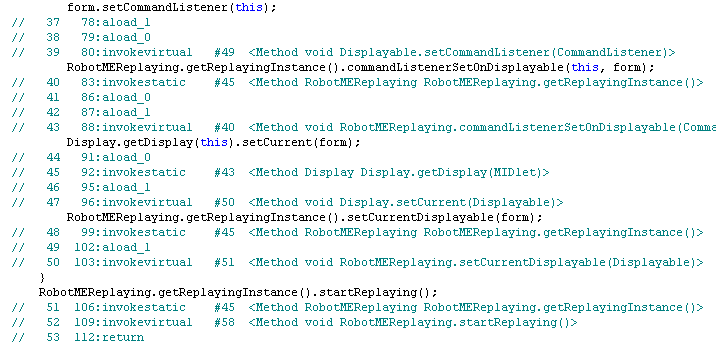 form.setCommandListener(this);
// 37 78:aload_1
// 38 79:aload_0
// 39 80:invokevirtual #49 <Method void Displayable.setCommandListener(CommandListener)>
RobotMEReplaying.getReplayingInstance().commandListenerSetOnDisplayable(this, form);
// 40 83:invokestatic #45 <Method RobotMEReplaying RobotMEReplaying.getReplayingInstance()>
// 41 86:aload_0
// 42 87:aload_1
// 43 88:invokevirtual #40 <Method void RobotMEReplaying.commandListenerSetOnDisplayable(Comma
Display.getDisplay(this).setCurrent(form);
// 44 91:aload_0
// 45 92:invokestatic #43 <Method Display Display.getDisplay(MIDlet)>
// 46 95:aload_1
// 47 96:invokevirtual #50 <Method void Display.setCurrent(Displayable)>
RobotMEReplaying.getReplayingInstance().setCurrentDisplayable(form);
// 48 99:invokestatic #45 <Method RobotMEReplaying RobotMEReplaying.getReplayingInstance()>
// 49 102:aload_1
// 50 103:invokevirtual #51 <Method void RobotMEReplaying.setCurrentDisplayable(Displayable)>
}
RobotMEReplaying.getReplayingInstance().startReplaying();
// 51 106:invokestatic #45 <Method RobotMEReplaying RobotMEReplaying.getReplayingInstance()>
// 52 109:invokevirtual #58 <Method void RobotMEReplaying.startReplaying()>
// 53 112:return